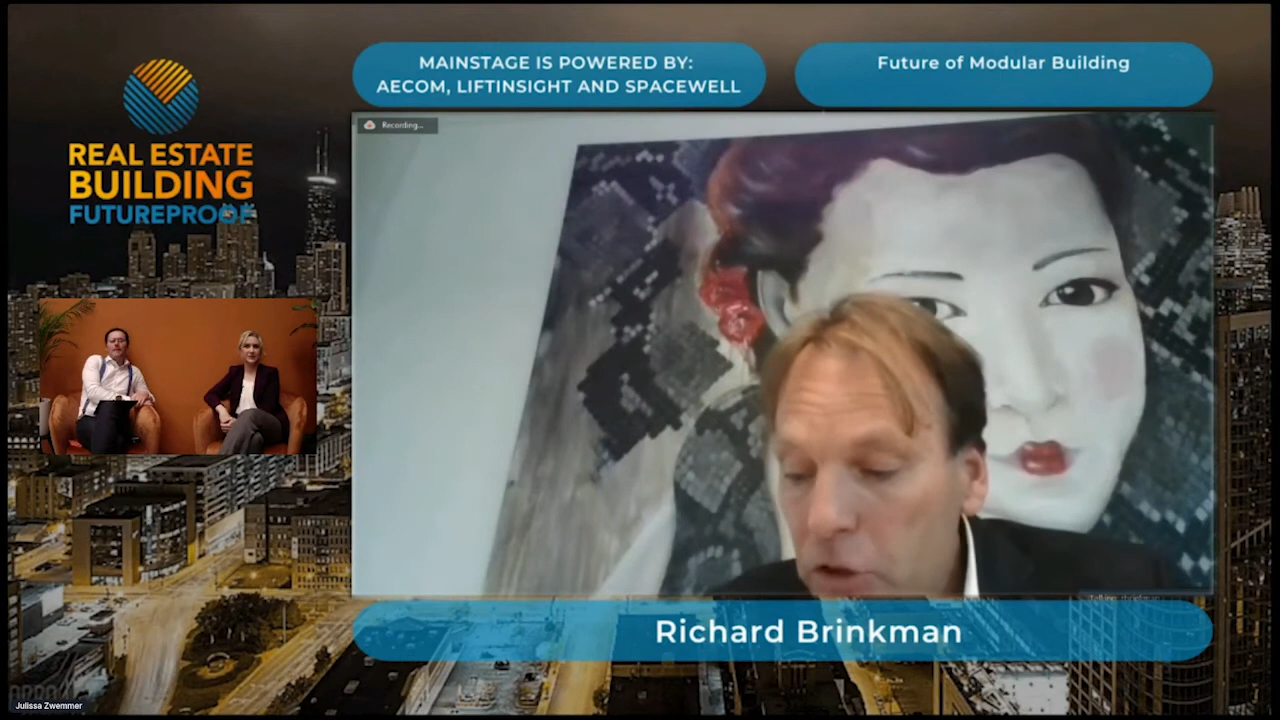 MAINSTAGE IS POWERED BY:
AECOM, LIFTINSIGHT AND SPACEWELL
Future of Modular Building
Recording...
REAL ESTATE
BUILDING
FUTUREPROOF
Richard Brinkman
Julissa Zwemmer